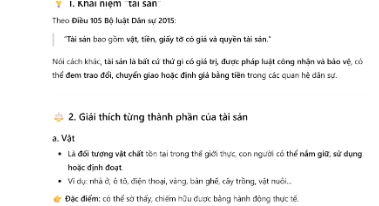 💡 1. Khái niệm "tài sản"
Theo Điều 105 Bộ luật Dân sự 2015:
"Tài sản bao gồm vật, tiền, giấy tờ có giá và quyền tài sản."
Nói cách khác, tài sản là bất cứ thứ gì có giá trị, được pháp luật công nhận và bảo vệ, có
thể đem trao đổi, chuyển giao hoặc định giá bằng tiền trong các quan hệ dân sự.
⚖️ 2. Giải thích từng thành phần của tài sản
a. Vật
• Là đối tượng vật chất tồn tại trong thế giới thực, con người có thể nắm giữ, sử dụng
hoặc định đoạt.
• Ví dụ: nhà ở, ô tô, điện thoại, vàng, bàn ghế, cây trồng, vật nuôi...
👉 Đặc điểm: có thể sờ thấy, chiếm hữu được bằng hành động thực tế.